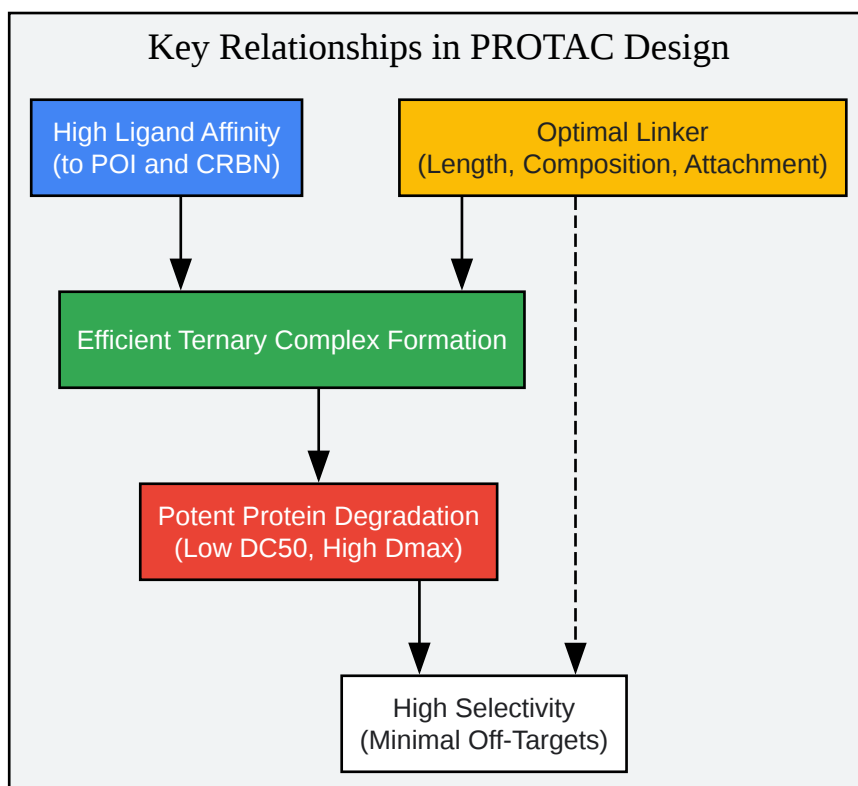 Key Relationships in PROTAC Design
High Ligand Affinity
(to POI and CRBN)
Optimal Linker
(Length, Composition, Attachment)
Efficient Ternary Complex Formation
Potent Protein Degradation
(Low DC50, High Dmax)
High Selectivity
(Minimal Off-Targets)